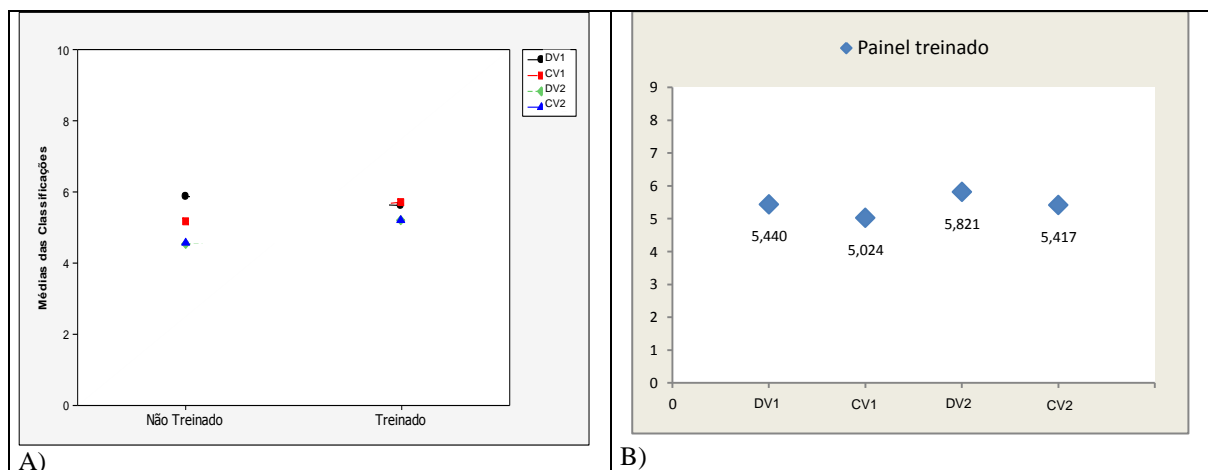 10
8
6
4
2
0
Médias das Classificações
Não Treinado
Treinado
DV1
CV1
DV2
CV2
A)
Painel treinado
9
8
7
6
5
4
3
2
1
0
5,440
5,024
5,821
5,417
0 DV1 CV1 DV2 CV2
B)